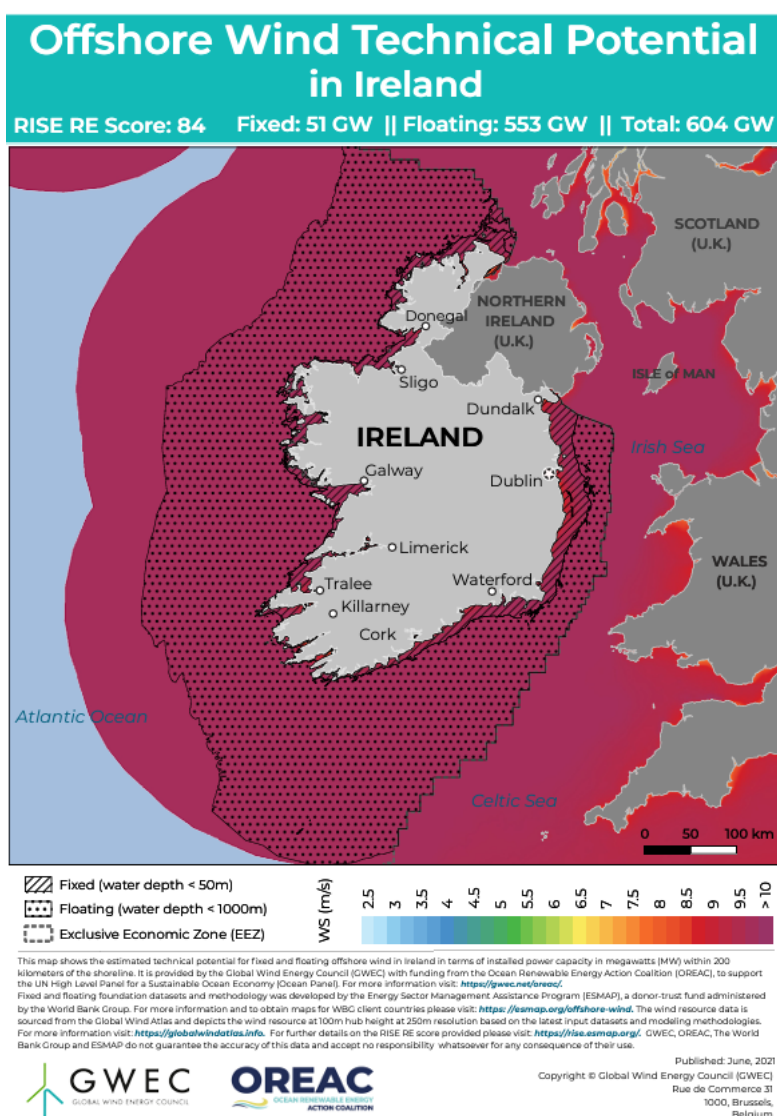 Offshore Wind Technical Potential
in Ireland
RISE RE Score: 84 Fixed: 51 GW || Floating: 553 GW || Total: 604 GW
SCOTLAND
(U.K.)
NORTHERN
IRELAND
(U.K.)
Donegal
ISLE of MAN
Sligo
Dundalk
IRELAND
Irish Sea
Galway
Dublin
Limerick
WALES
(U.K.)
Tralee
Waterford
Killarney
Cork
Atlantic Ocean
Celtic Sea
0 50 100 km
Fixed (water depth < 50m)
Floating (water depth < 1000m)
Exclusive Economic Zone (EEZ)
WS (m/s)
2.5 3 3.5 4 4.5 5 5.5 6 6.5 7 7.5 8 8.5 9 9.5 > 10
This map shows the estimated technical potential for fixed and floating offshore wind in Ireland in terms of installed power capacity in megawatts (MW) within 200
kilometers of the shoreline. It is provided by the Global Wind Energy Council (GWEC) with funding from the Ocean Renewable Energy Action Coalition (OREAC), to support
the UN High Level Panel for a Sustainable Ocean Economy (Ocean Panel). For more information visit: https://gwec.net/oreac/.
Fixed and floating foundation datasets and methodology was developed by the Energy Sector Management Assistance Program (ESMAP), a donor-trust fund administered
by the World Bank Group. For more information and to obtain maps for WBG client countries please visit: https://esmap.org/offshore-wind. The wind resource data is
sourced from the Global Wind Atlas and depicts the wind resource at 100m hub height at 250m resolution based on the latest input datasets and modeling methodologies.
For more information visit: https://globalwindatlas.info. For further details on the RISE RE score provided please visit: https://rise.esmap.org/. GWEC, OREAC, The World
Bank Group and ESMAP do not guarantee the accuracy of this data and accept no responsibility whatsoever for any consequence of their use.
GWEC
GLOBAL WIND ENERGY COUNCIL
OREAC
OCEAN RENEWABLE ENERGY
ACTION COALITION
Published: June, 2021
Copyright © Global Wind Energy Council (GWEC)
Rue de Commerce 31
1000, Brussels,
Belgium